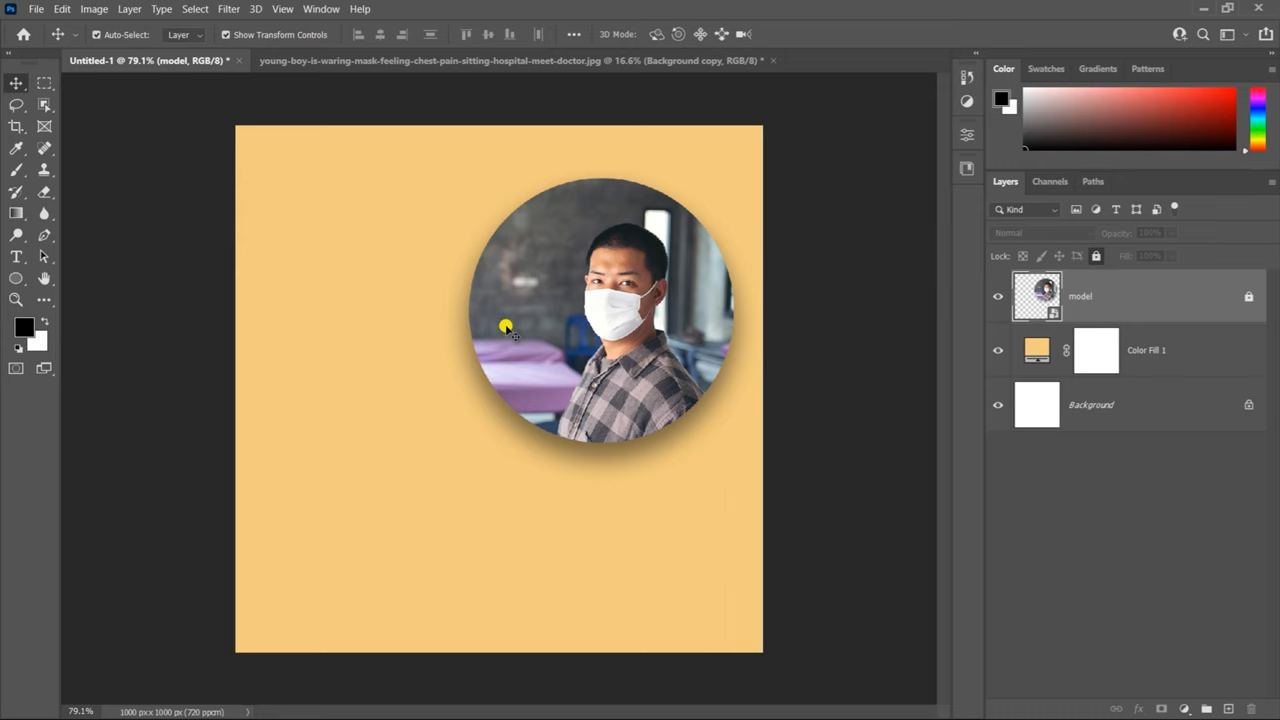 Ps File Edit Image Layer Type Select Filter 3D View Window Help
Auto-Select: Layer Show Transform Controls 3D Mode:
Untitled-1 @ 79.1% (model, RGB/8) * young-boy-is-waring-mask-feeling-chest-pain-sitting-hospital-meet-doctor.jpg @ 16.6% (Background copy, RGB/8) *
Color Swatches Gradients Patterns
Layers Channels Paths
Kind
Normal Opacity: 100%
Lock: Fill: 100%
model
Color Fill 1
Background
79.1% 1000 px x 1000 px (720 ppcm)